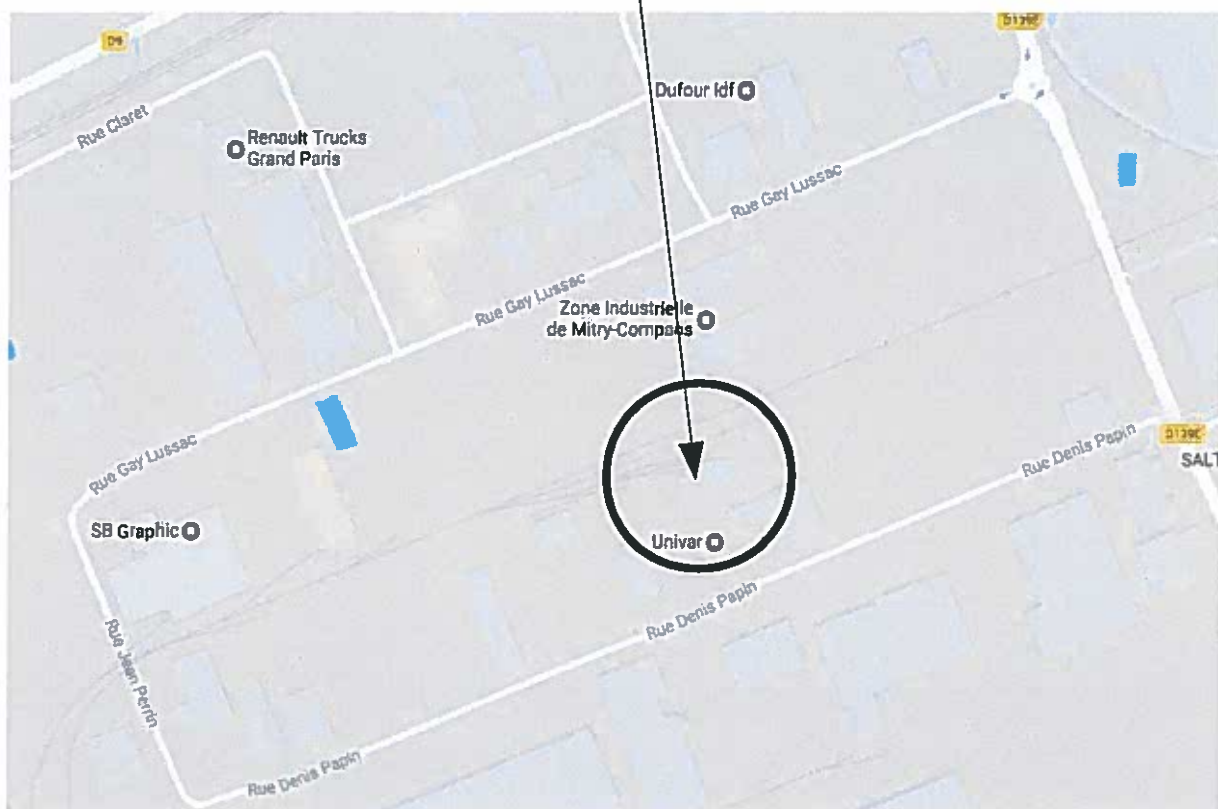 D9
D139E
Dufour Idf
Rue Claret
Renault Trucks
Grand Paris
Rue Gay Lussac
Rue Gay Lussac
Zone Industrielle
de Mitry-Compans
Rue Gay Lussac
Rue Denis Papin
D139E
SALT
SB Graphic
Univar
Rue Denis Papin
Rue Jean Perrin
Rue Denis Papin